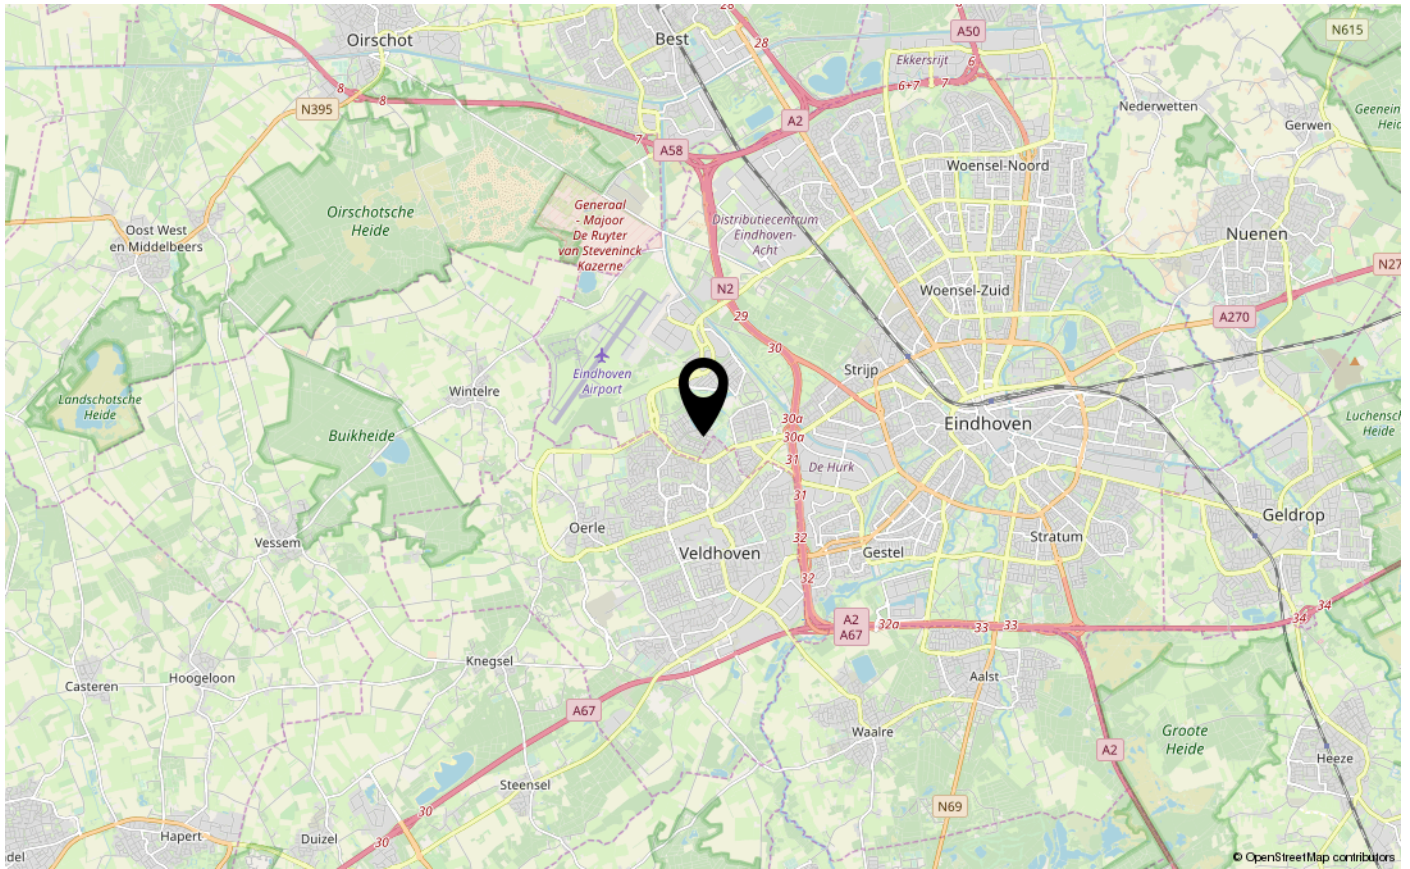 Oirschot
Best
28
28
A50
N615
Ekkersrijt
6
6+7
7
8
8
N395
A2
Nederwetten
Gerwen
7
A58
Woensel-Noord
Oirschotsche
Heide
Generaal
- Majoor
De Ruyter
van Steveninck
Kazerne
Distributiecentrum
Eindhoven-
Acht
Oost West
en Middelbeers
Nuenen
N27
N2
Woensel-Zuid
29
A270
30
Strijp
Eindhoven
Airport
Wintelre
Landschotsche
Heide
Buikheide
30a
30a
Eindhoven
31
De Hurk
31
Oerle
Veldhoven
32
32
Gestel
Stratum
Geldrop
Vessem
A2
A67
32a
33
33
34
34
Knegsel
Casteren
Hoogeloon
Aalst
A67
Waalre
Groote
Heide
A2
Heeze
Steensel
30
30
N69
Hapert
Duizel
del
© OpenStreetMap contributors